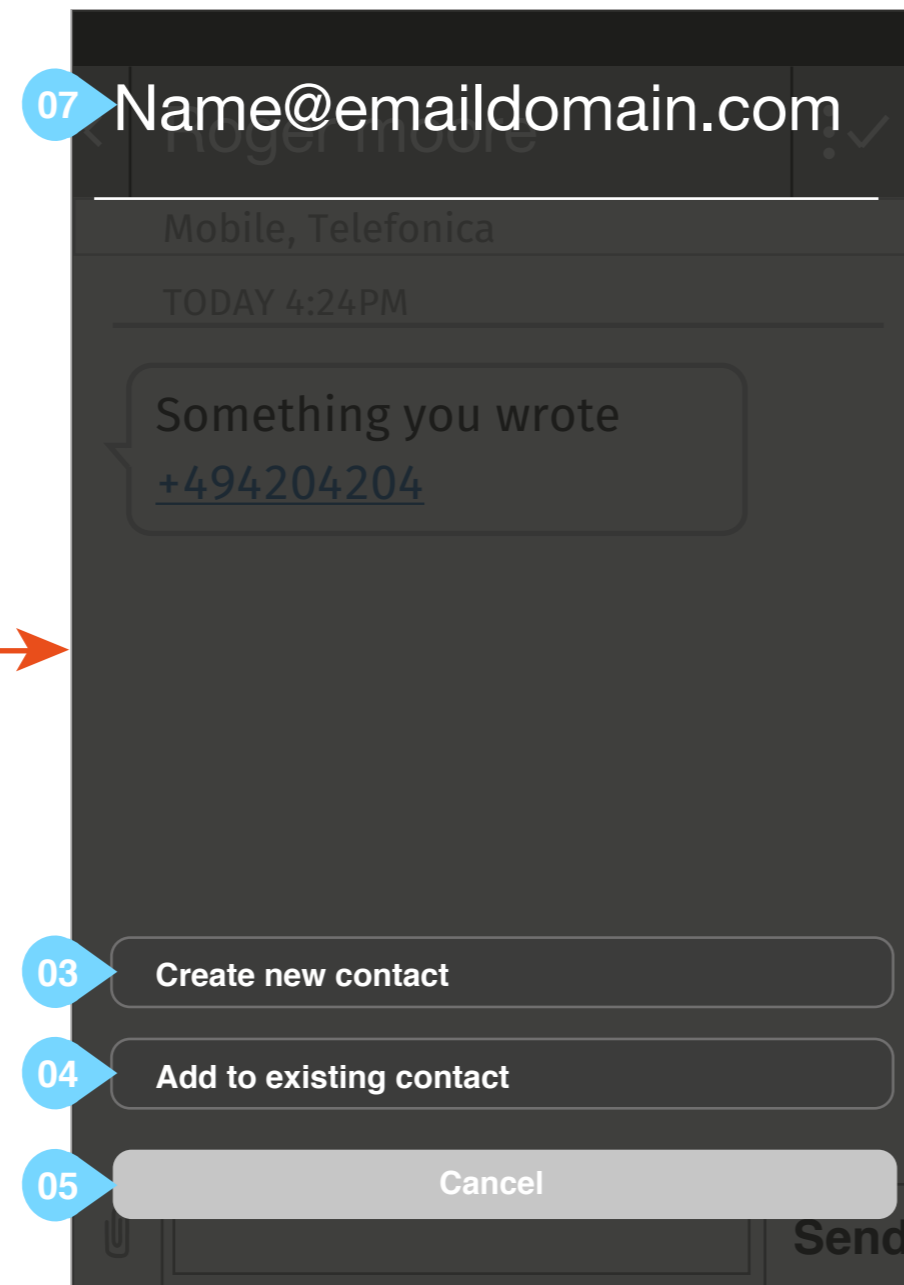 07 Name@emaildomain.com
Roger moore
Mobile, Telefonica
TODAY 4:24PM
Something you wrote
+494204204
03 Create new contact
04 Add to existing contact
05 Cancel
Send